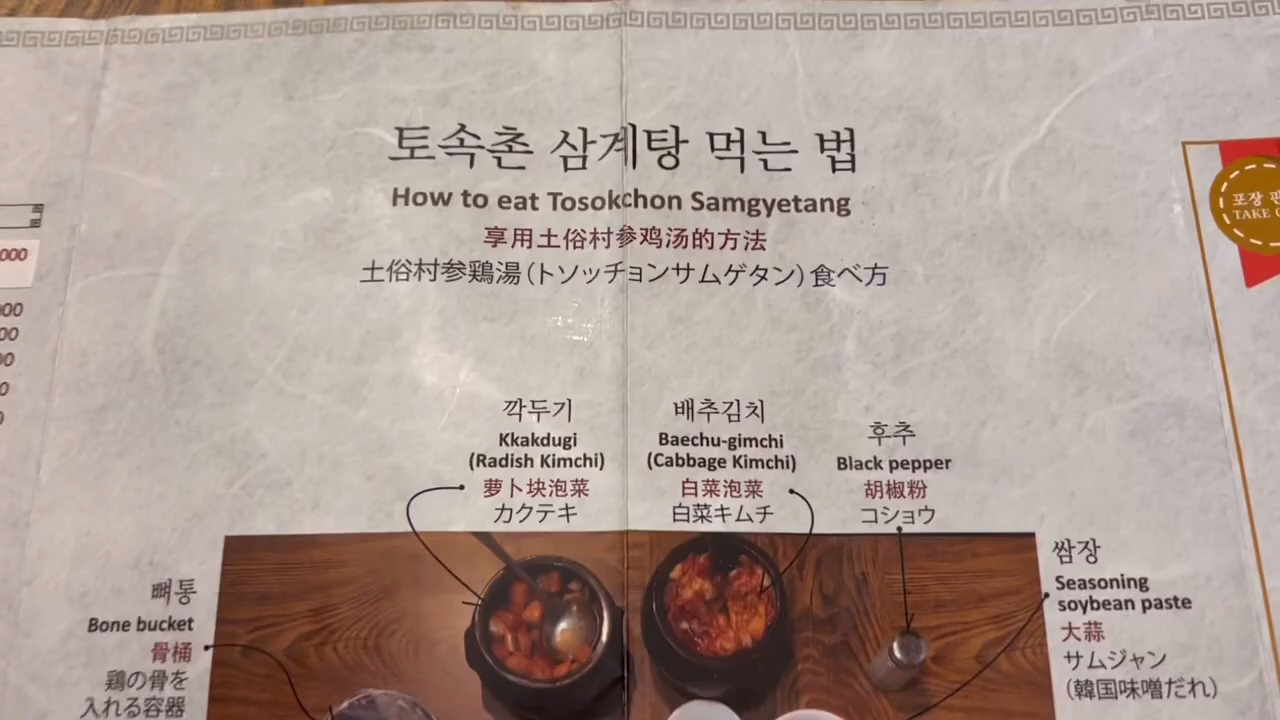 토속촌 삼계탕 먹는 법
How to eat Tosokchon Samgyetang
享用土俗村参鸡汤的方法
土俗村参鶏湯(トソッチョンサムゲタン)食べ方
포장
TAKE
000
00
00
00
0
깍두기
Kkakdugi
(Radish Kimchi)
萝卜块泡菜
カクテキ
배추김치
Baechu-gimchi
(Cabbage Kimchi)
白菜泡菜
白菜キムチ
후추
Black pepper
胡椒粉
コショウ
쌈장
Seasoning
soybean paste
大蒜
サムジャン
(韓国味噌だれ)
뼈통
Bone bucket
骨桶
鶏の骨を
入れる容器